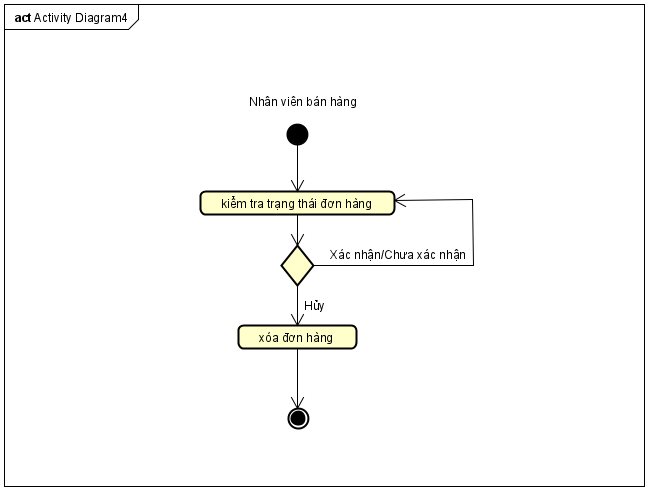 act Activity Diagram4
Nhân viên bán hàng
kiểm tra trạng thái đơn hàng
Xác nhận/Chưa xác nhận
Hủy
xóa đơn hàng